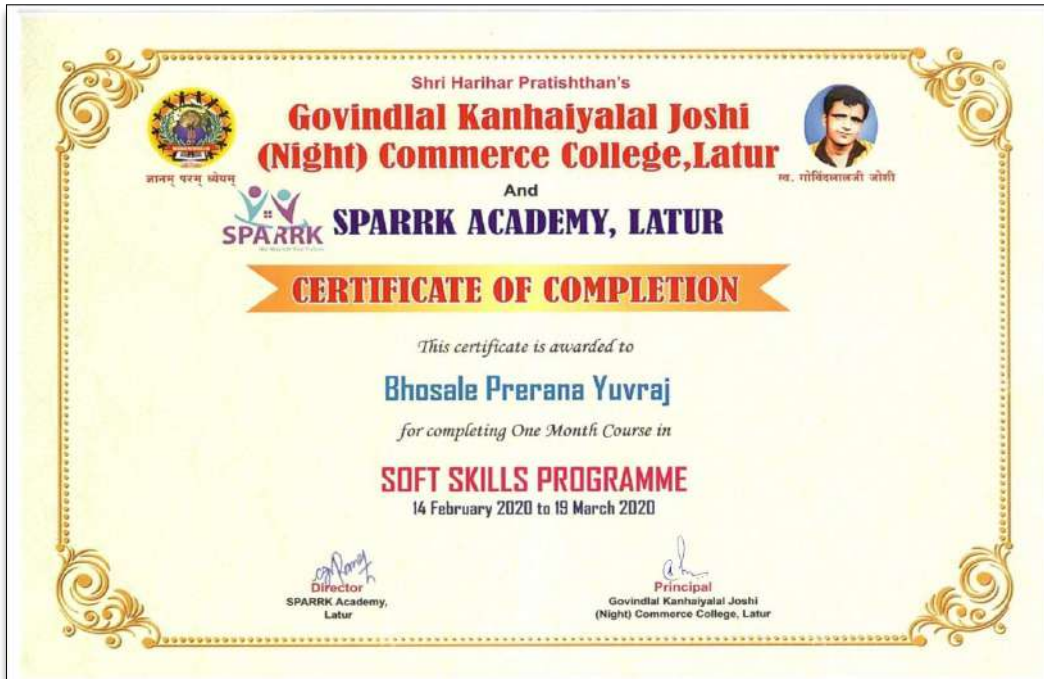 Shri Harihar Pratishthan's
Govindlal Kanhaiyalal Joshi
(Night) Commerce College,Latur
ज्ञानम् परम् ध्येयम्
स्व. गोविंदलालजी जोशी
And
SPARRK
SPARRK ACADEMY, LATUR
CERTIFICATE OF COMPLETION
This certificate is awarded to
Bhosale Prerana Yuvraj
for completing One Month Course in
SOFT SKILLS PROGRAMME
14 February 2020 to 19 March 2020
Director
SPARRK Academy,
Latur
Principal
Govindlal Kanhaiyalal Joshi
(Night) Commerce College, Latur